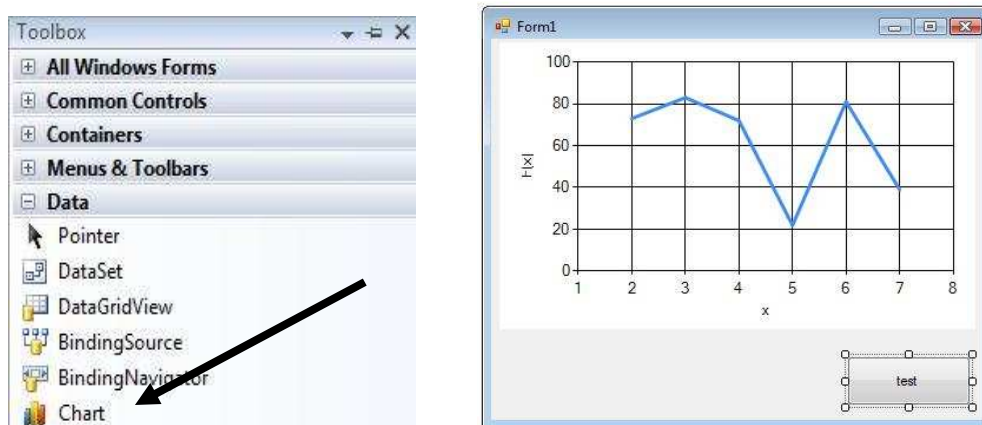 Toolbox
All Windows Forms
Common Controls
Containers
Menus & Toolbars
Data
Pointer
DataSet
DataGridView
BindingSource
BindingNavigator
Chart
Form1
100
80
60
40
20
0
F(x)
1 2 3 4 5 6 7 8
x
test